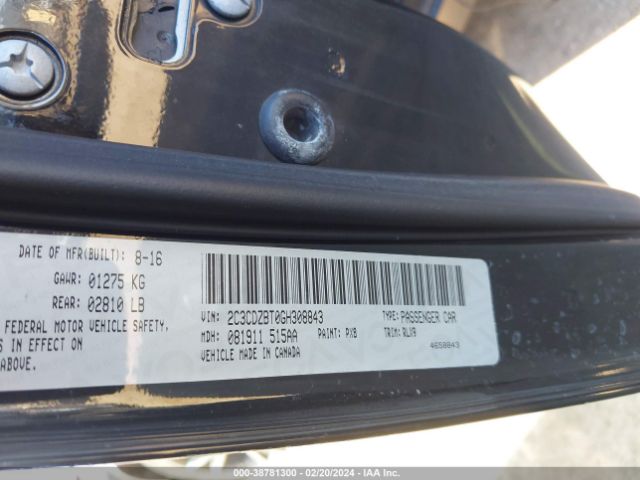 DATE OF MFR(BUILT): 8-16
GAWR: 01275 KG
REAR: 02810 LB
FEDERAL MOTOR VEHICLE SAFETY,
IN EFFECT ON
ABOVE.
VIN: 2C3CDZBT0GH308843
TYPE: PASSENGER CAR
MDH: 081911 515AA
PAINT: PXB
TRIM: RLX9
VEHICLE MADE IN CANADA
4658843
000-38781300 - 02/20/2024 - IAA Inc.